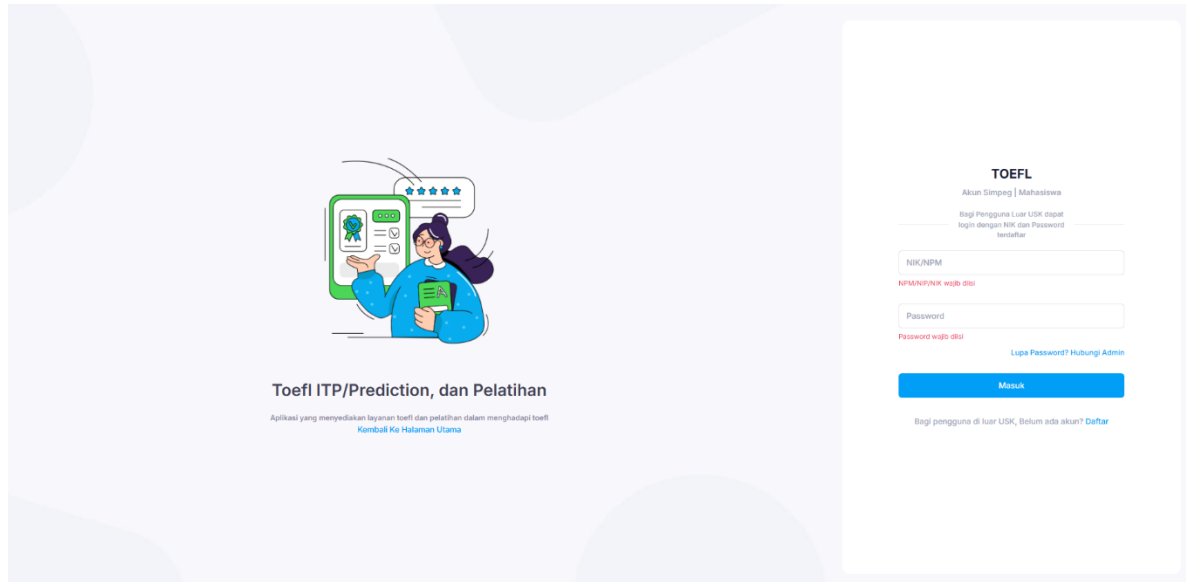 Toefl ITP/Prediction, dan Pelatihan
Aplikasi yang menyediakan layanan toefl dan pelatihan dalam menghadapi toefl
Kembali Ke Halaman Utama
TOEFL
Akun Simpeg | Mahasiswa
Bagi Pengguna Luar USK dapat
login dengan NIK dan Password
terdaftar
NIK/NPM
NPM/NIP/NIK wajib diisi
Password
Password wajib diisi
Lupa Password? Hubungi Admin
Masuk
Bagi pengguna di luar USK, Belum ada akun? Daftar